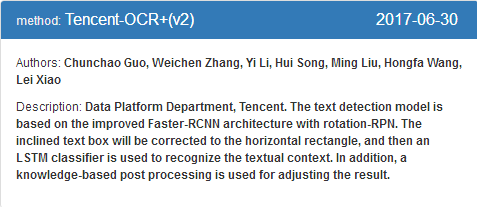 method: Tencent-OCR+(v2) 2017-06-30
Authors: Chunchao Guo, Weichen Zhang, Yi Li, Hui Song, Ming Liu, Hongfa Wang,
Lei Xiao
Description: Data Platform Department, Tencent. The text detection model is
based on the improved Faster-RCNN architecture with rotation-RPN. The
inclined text box will be corrected to the horizontal rectangle, and then an
LSTM classifier is used to recognize the textual context. In addition, a
knowledge-based post processing is used for adjusting the result.